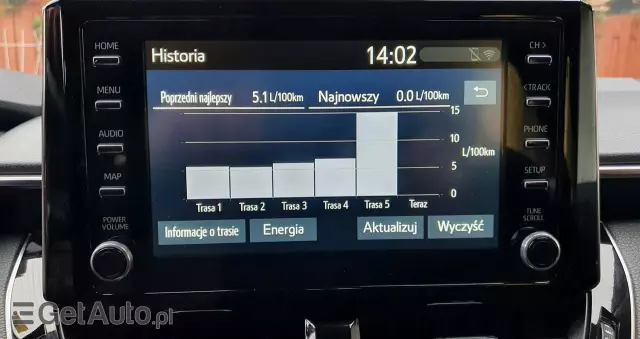 HOME
MENU
AUDIO
MAP
POWER
VOLUME
Historia 14:02
Poprzedni najlepszy 5.1 L/100km Najnowszy 0.0 L/100km
15
10
L/100km
5
0
Trasa 1 Trasa 2 Trasa 3 Trasa 4 Trasa 5 Teraz
Informacje o trasie Energia Aktualizuj Wyczyść
CH >
< TRACK
PHONE
SETUP
TUNE
SCROLL
GetAuto.pl